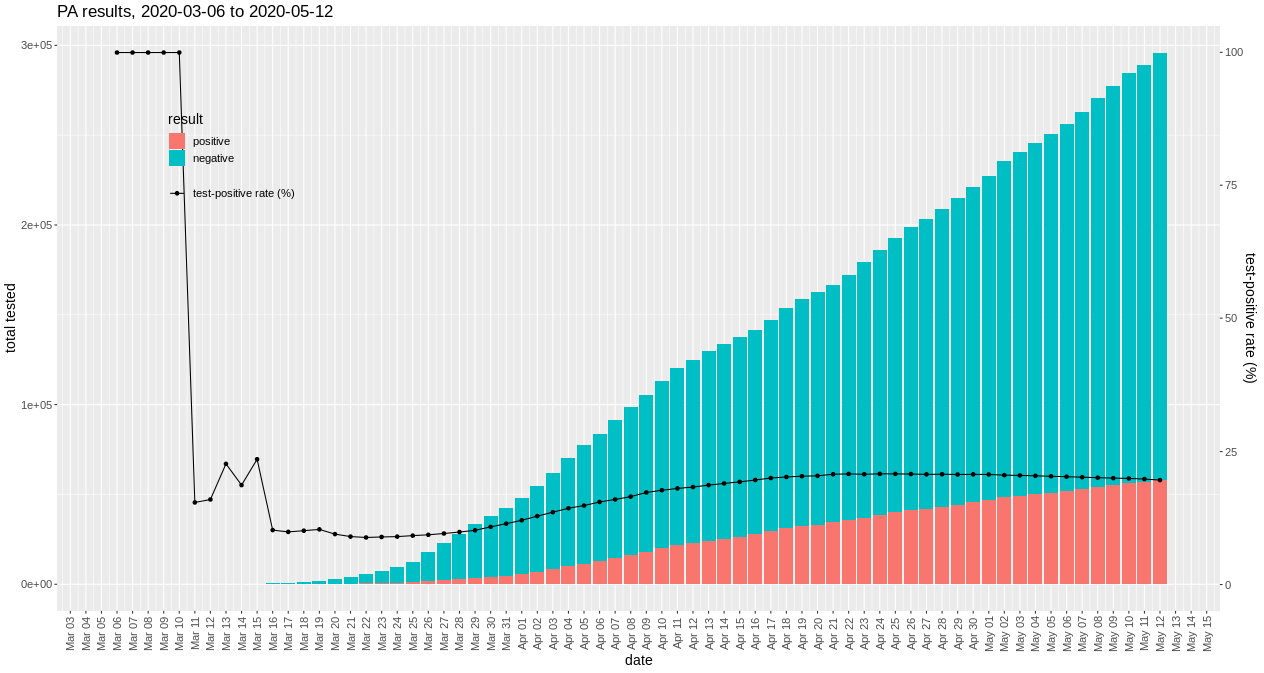 PA results, 2020-03-06 to 2020-05-12
3e+05
2e+05
1e+05
0e+00
total tested
result
positive
negative
test-positive rate (%)
100
75
50
25
0
test-positive rate (%)
Mar 03
Mar 04
Mar 05
Mar 06
Mar 07
Mar 08
Mar 09
Mar 10
Mar 11
Mar 12
Mar 13
Mar 14
Mar 15
Mar 16
Mar 17
Mar 18
Mar 19
Mar 20
Mar 21
Mar 22
Mar 23
Mar 24
Mar 25
Mar 26
Mar 27
Mar 28
Mar 29
Mar 30
Mar 31
Apr 01
Apr 02
Apr 03
Apr 04
Apr 05
Apr 06
Apr 07
Apr 08
Apr 09
Apr 10
Apr 11
Apr 12
Apr 13
Apr 14
Apr 15
Apr 16
Apr 17
Apr 18
Apr 19
Apr 20
Apr 21
Apr 22
Apr 23
Apr 24
Apr 25
Apr 26
Apr 27
Apr 28
Apr 29
Apr 30
May 01
May 02
May 03
May 04
May 05
May 06
May 07
May 08
May 09
May 10
May 11
May 12
May 13
May 14
May 15
date